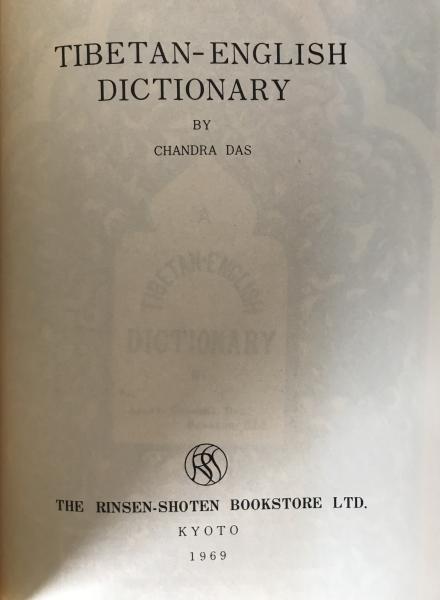 TIBETAN-ENGLISH
DICTIONARY
BY
CHANDRA DAS
A
TIBETAN-ENGLISH
DICTIONARY
THE RINSEN-SHOTEN BOOKSTORE LTD.
KYOTO
1969